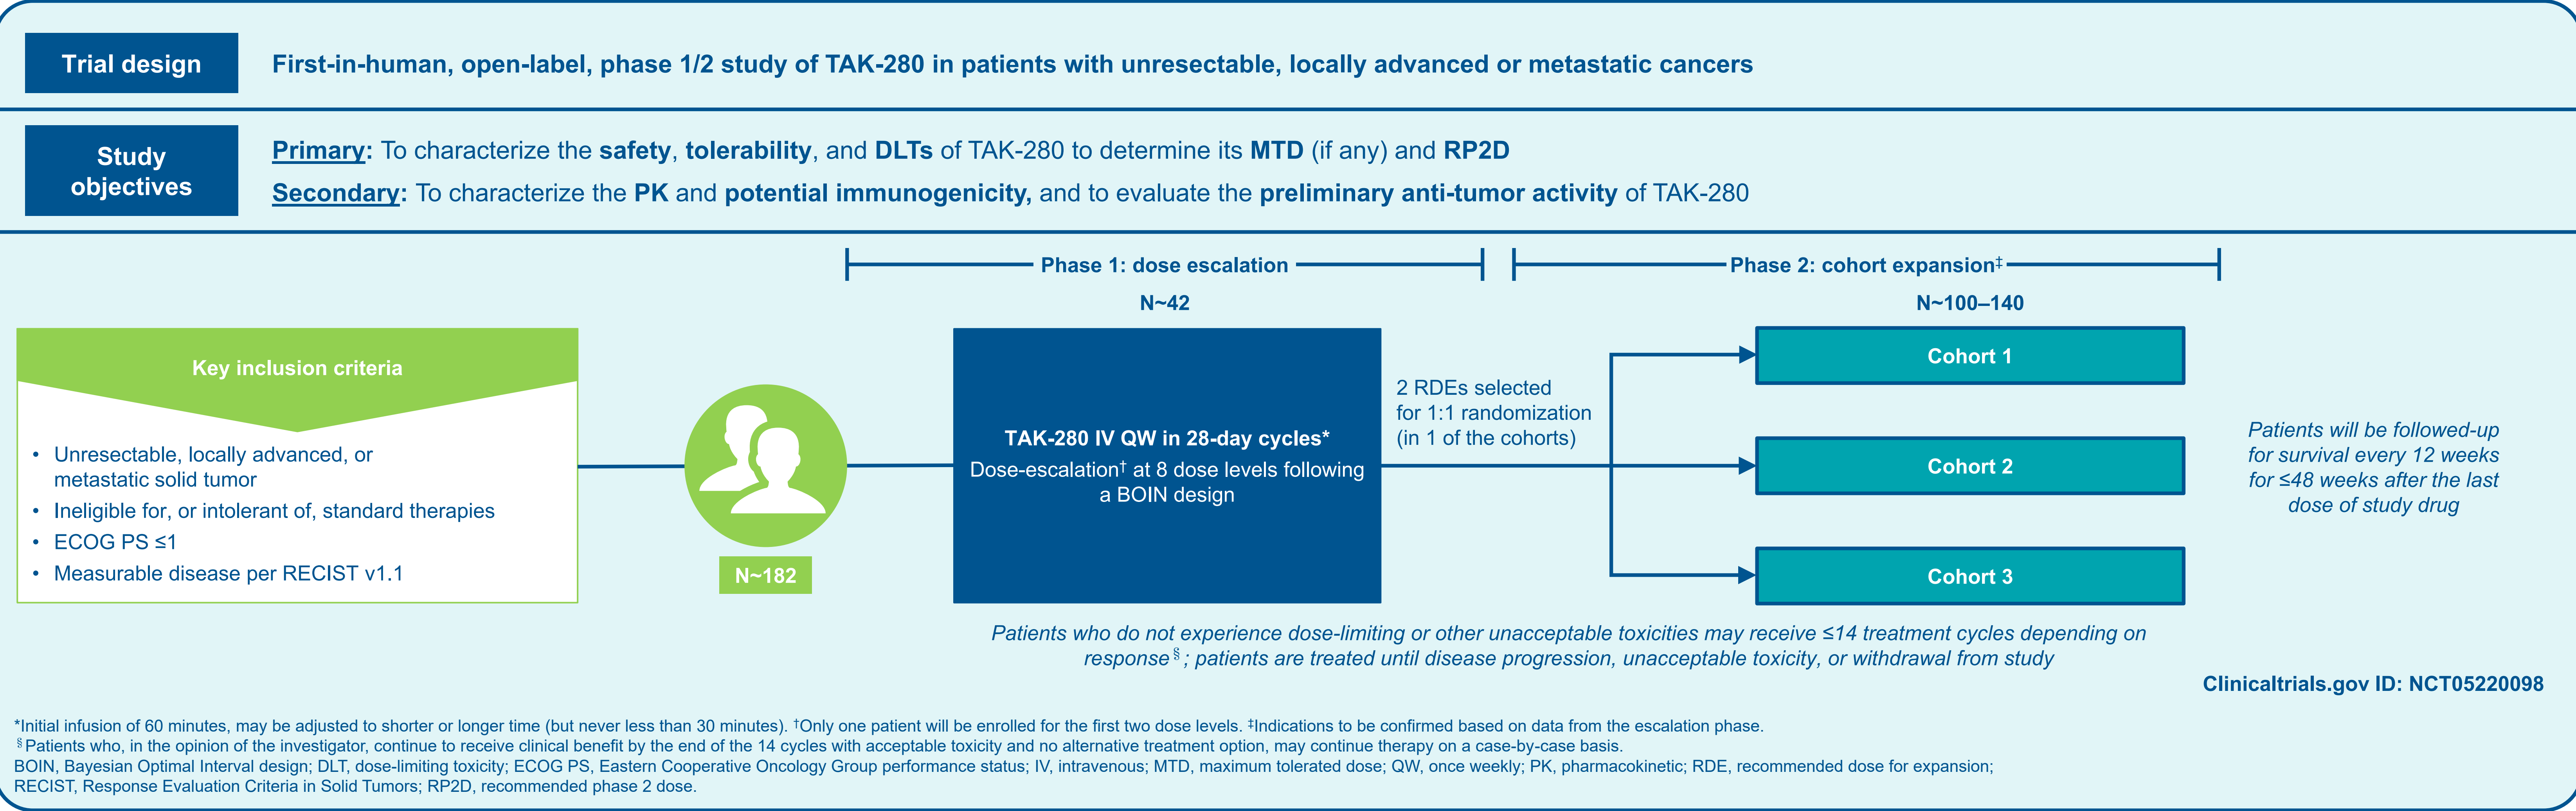 Trial design
First-in-human, open-label, phase 1/2 study of TAK-280 in patients with unresectable, locally advanced or metastatic cancers
Study
objectives
Primary: To characterize the safety, tolerability, and DLTs of TAK-280 to determine its MTD (if any) and RP2D
Secondary: To characterize the PK and potential immunogenicity, and to evaluate the preliminary anti-tumor activity of TAK-280
Phase 1: dose escalation
N~42
Phase 2: cohort expansion‡
N~100–140
Key inclusion criteria
• Unresectable, locally advanced, or
metastatic solid tumor
• Ineligible for, or intolerant of, standard therapies
• ECOG PS ≤1
• Measurable disease per RECIST v1.1
N~182
TAK-280 IV QW in 28-day cycles*
Dose-escalation† at 8 dose levels following
a BOIN design
2 RDEs selected
for 1:1 randomization
(in 1 of the cohorts)
Cohort 1
Cohort 2
Cohort 3
Patients will be followed-up
for survival every 12 weeks
for ≤48 weeks after the last
dose of study drug
Patients who do not experience dose-limiting or other unacceptable toxicities may receive ≤14 treatment cycles depending on
response§; patients are treated until disease progression, unacceptable toxicity, or withdrawal from study
Clinicaltrials.gov ID: NCT05220098
*Initial infusion of 60 minutes, may be adjusted to shorter or longer time (but never less than 30 minutes). †Only one patient will be enrolled for the first two dose levels. ‡Indications to be confirmed based on data from the escalation phase.
§Patients who, in the opinion of the investigator, continue to receive clinical benefit by the end of the 14 cycles with acceptable toxicity and no alternative treatment option, may continue therapy on a case-by-case basis.
BOIN, Bayesian Optimal Interval design; DLT, dose-limiting toxicity; ECOG PS, Eastern Cooperative Oncology Group performance status; IV, intravenous; MTD, maximum tolerated dose; QW, once weekly; PK, pharmacokinetic; RDE, recommended dose for expansion;
RECIST, Response Evaluation Criteria in Solid Tumors; RP2D, recommended phase 2 dose.